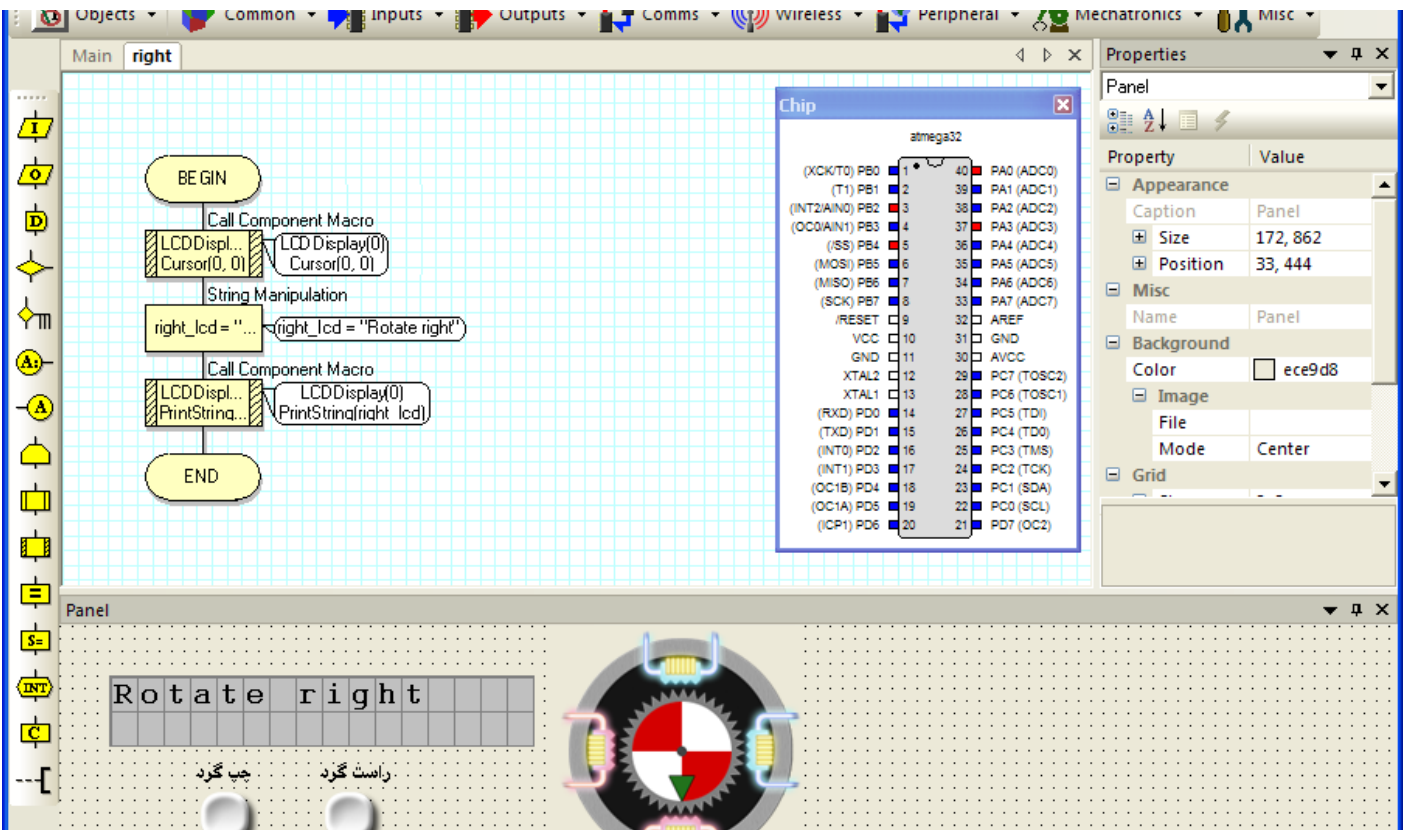 Objects Common Inputs Outputs Comms Wireless Peripheral Mechatronics Misc
Main right
BEGIN
Call Component Macro
LCDDispl...
Cursor(0, 0)
LCD Display(0)
Cursor(0, 0)
String Manipulation
right_lcd = "...
right_lcd = "Rotate right"
Call Component Macro
LCDDispl...
PrintString...
LCDDisplay(0)
PrintString(right_lcd)
END
I
O
D
A:
A
=
S=
INT
C
Chip
atmega32
(XCK/T0) PB0 1 40 PA0 (ADC0)
(T1) PB1 2 39 PA1 (ADC1)
(INT2/AIN0) PB2 3 38 PA2 (ADC2)
(OC0/AIN1) PB3 4 37 PA3 (ADC3)
(/SS) PB4 5 36 PA4 (ADC4)
(MOSI) PB5 6 35 PA5 (ADC5)
(MISO) PB6 7 34 PA6 (ADC6)
(SCK) PB7 8 33 PA7 (ADC7)
/RESET 9 32 AREF
VCC 10 31 GND
GND 11 30 AVCC
XTAL2 12 29 PC7 (TOSC2)
XTAL1 13 28 PC6 (TOSC1)
(RXD) PD0 14 27 PC5 (TDI)
(TXD) PD1 15 26 PC4 (TD0)
(INT0) PD2 16 25 PC3 (TMS)
(INT1) PD3 17 24 PC2 (TCK)
(OC1B) PD4 18 23 PC1 (SDA)
(OC1A) PD5 19 22 PC0 (SCL)
(ICP1) PD6 20 21 PD7 (OC2)
Properties
Panel
Property Value
Appearance
Caption Panel
Size 172, 862
Position 33, 444
Misc
Name Panel
Background
Color ece9d8
Image
File
Mode Center
Grid
Panel
Rotate right
چپ گرد راست گرد